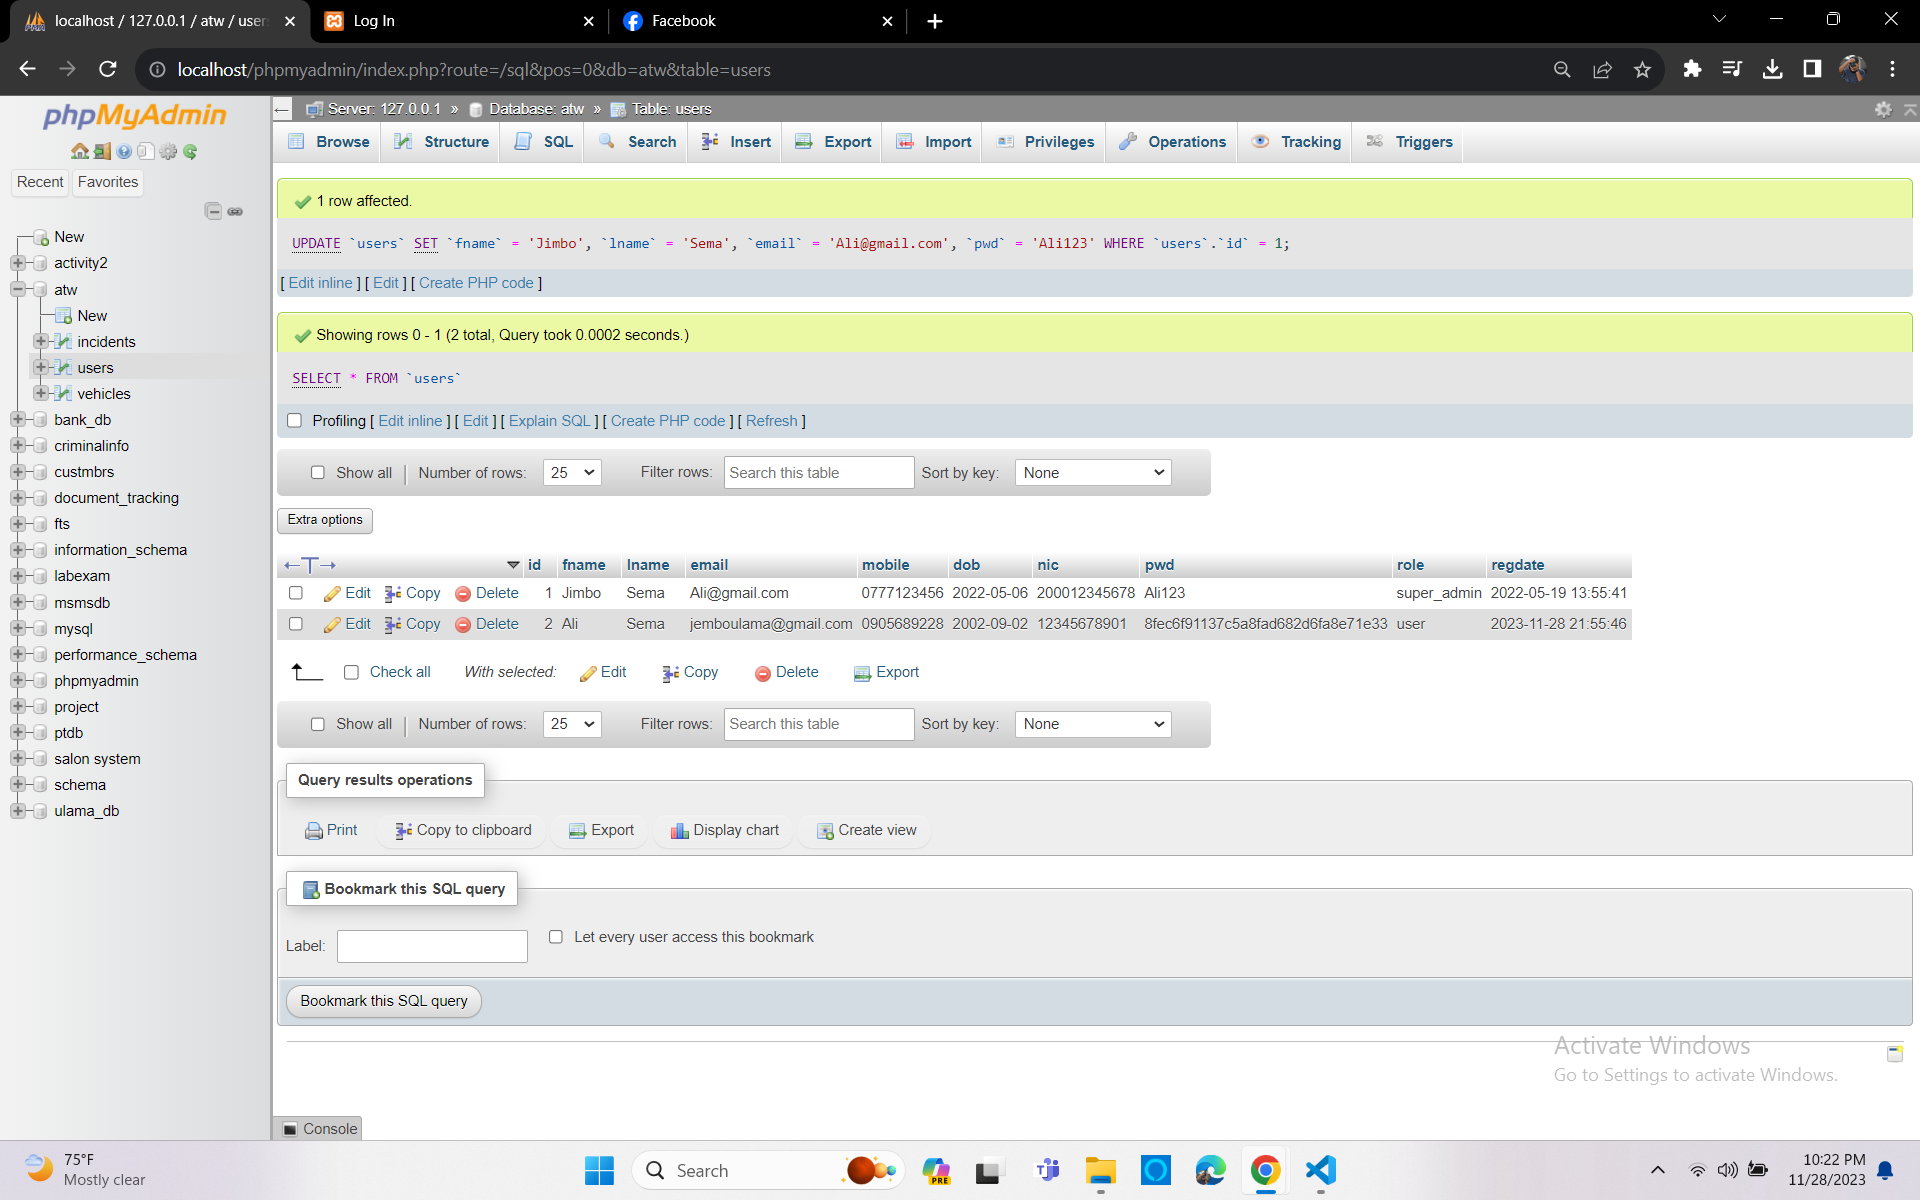 localhost / 127.0.0.1 / atw / user
Log In
Facebook
localhost/phpmyadmin/index.php?route=/sql&pos=0&db=atw&table=users
phpMyAdmin
Recent
Favorites
New
activity2
atw
New
incidents
users
vehicles
bank_db
criminalinfo
custmbrs
document_tracking
fts
information_schema
labexam
msmsdb
mysql
performance_schema
phpmyadmin
project
ptdb
salon system
schema
ulama_db
Server: 127.0.0.1 » Database: atw » Table: users
Browse Structure SQL Search Insert Export Import Privileges Operations Tracking Triggers
1 row affected.
UPDATE `users` SET `fname` = 'Jimbo', `lname` = 'Sema', `email` = 'Ali@gmail.com', `pwd` = 'Ali123' WHERE `users`.`id` = 1;
[ Edit inline ] [ Edit ] [ Create PHP code ]
Showing rows 0 - 1 (2 total, Query took 0.0002 seconds.)
SELECT * FROM `users`
Profiling [ Edit inline ] [ Edit ] [ Explain SQL ] [ Create PHP code ] [ Refresh ]
Show all | Number of rows: 25 Filter rows: Search this table Sort by key: None
Extra options
id fname lname email mobile dob nic pwd role regdate
Edit Copy Delete 1 Jimbo Sema Ali@gmail.com 0777123456 2022-05-06 200012345678 Ali123 super_admin 2022-05-19 13:55:41
Edit Copy Delete 2 Ali Sema jemboulama@gmail.com 0905689228 2002-09-02 12345678901 8fec6f91137c5a8fad682d6fa8e71e33 user 2023-11-28 21:55:46
Check all With selected: Edit Copy Delete Export
Show all | Number of rows: 25 Filter rows: Search this table Sort by key: None
Query results operations
Print Copy to clipboard Export Display chart Create view
Bookmark this SQL query
Label: Let every user access this bookmark
Bookmark this SQL query
Activate Windows
Go to Settings to activate Windows.
Console
75°F
Mostly clear
Search
PRE
10:22 PM
11/28/2023